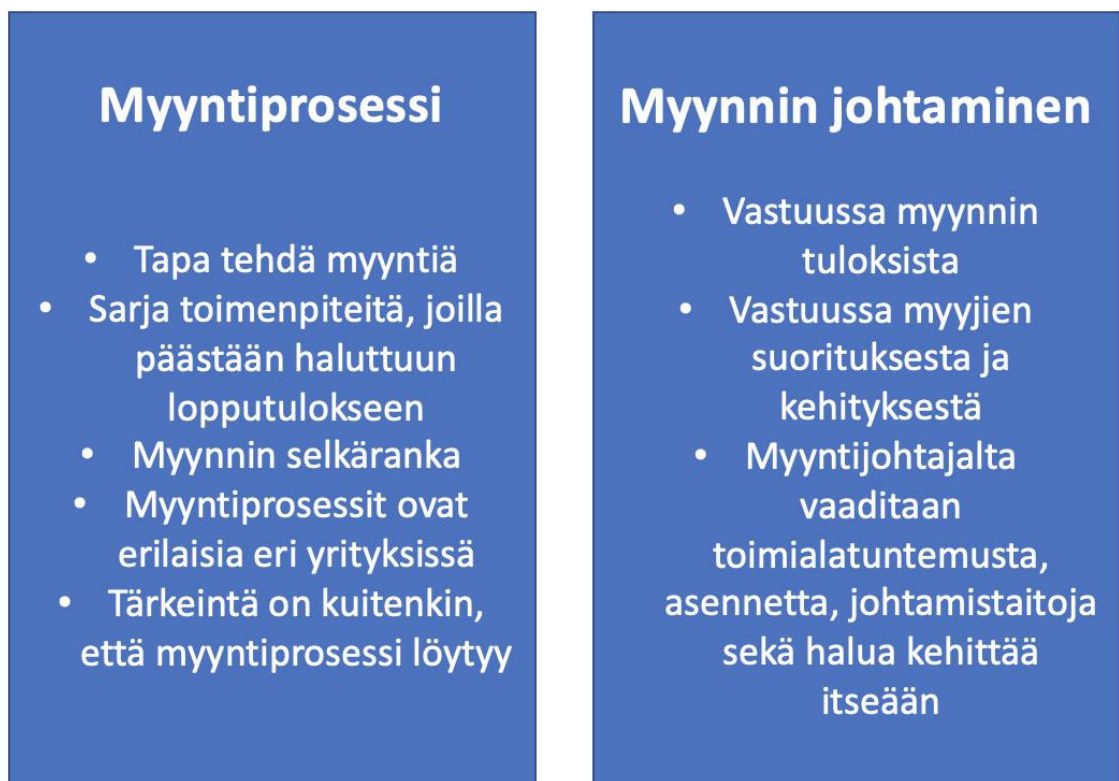 Myyntiprosessi
• Tapa tehdä myyntiä
• Sarja toimenpiteitä, joilla
päästään haluttuun
lopputulokseen
• Myynnin selkäranka
• Myyntiprosessit ovat
erilaisia eri yrityksissä
• Tärkeintä on kuitenkin,
että myyntiprosessi löytyy
Myynnin johtaminen
• Vastuussa myynnin
tuloksista
• Vastuussa myyjien
suorituksesta ja
kehityksestä
• Myyntijohtajalta
vaaditaan
toimialatuntemusta,
asennetta, johtamistaitoja
sekä halua kehittää
itseään